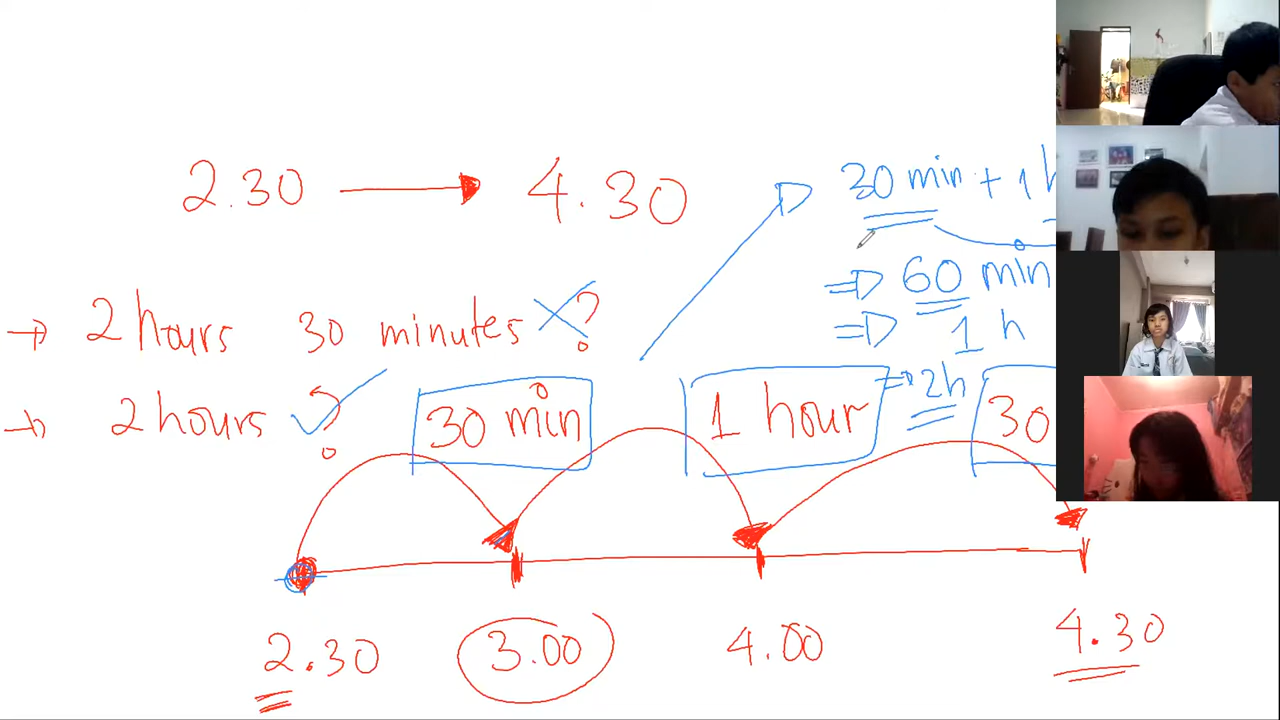 2.30 → 4.30
30 min + 1 h
⇒ 60 min
⇒ 1 h
⇒ 2h
→ 2 hours 30 minutes ?
→ 2 hours ?
30 min
1 hour
30
2.30
3.00
4.00
4.30